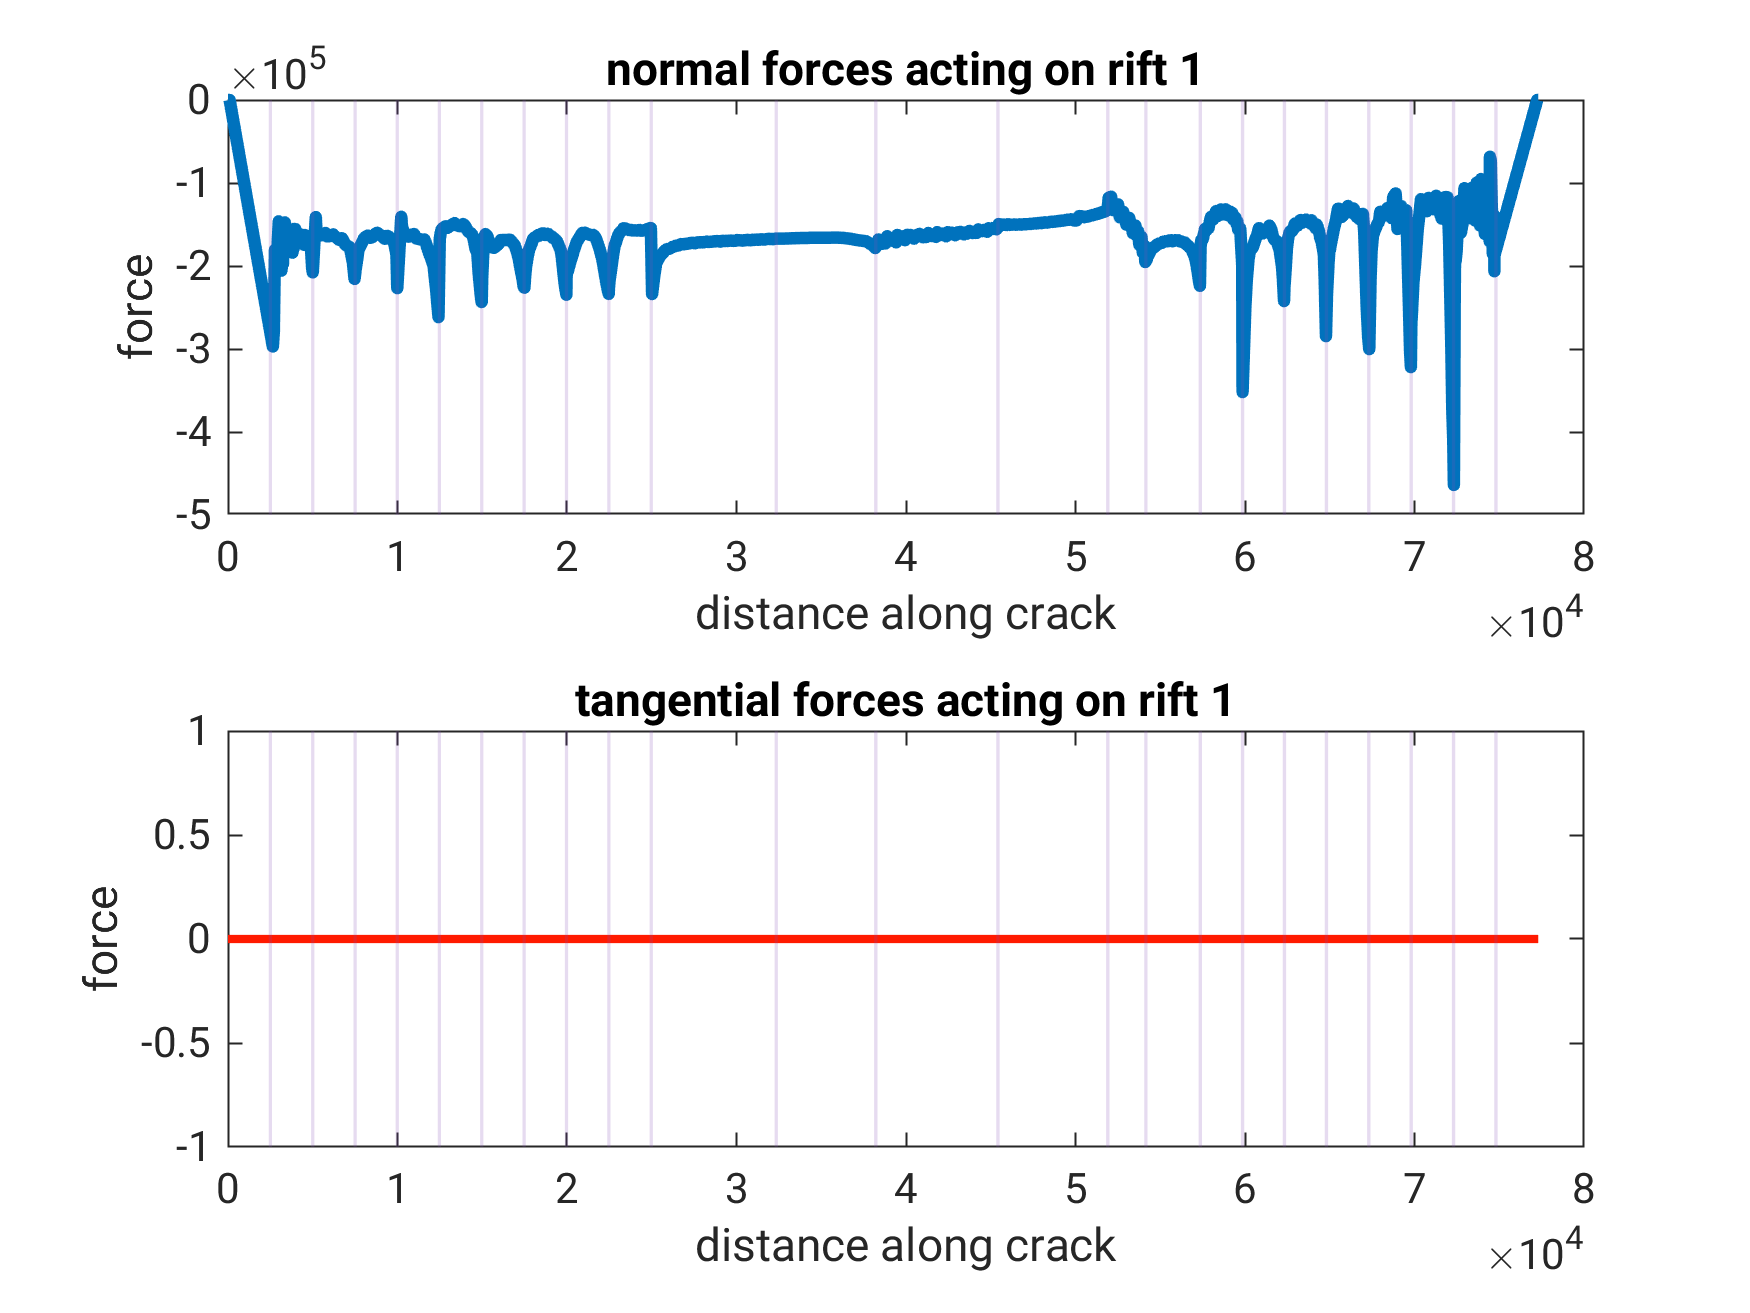 ×10^5
normal forces acting on rift 1
0
-1
-2
-3
-4
-5
force
0 1 2 3 4 5 6 7 8
distance along crack
×10^4
tangential forces acting on rift 1
1
0.5
0
-0.5
-1
force
0 1 2 3 4 5 6 7 8
distance along crack
×10^4